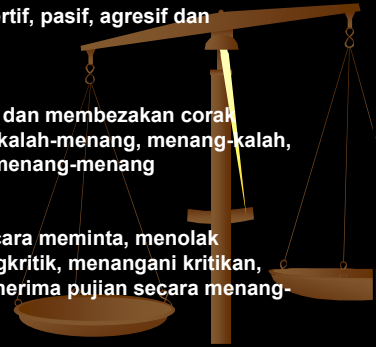 rtif, pasif, agresif dan
dan membezakan corak
kalah-menang, menang-kalah,
menang-menang
cara meminta, menolak
gkritik, menangani kritikan,
nerima pujian secara menang-